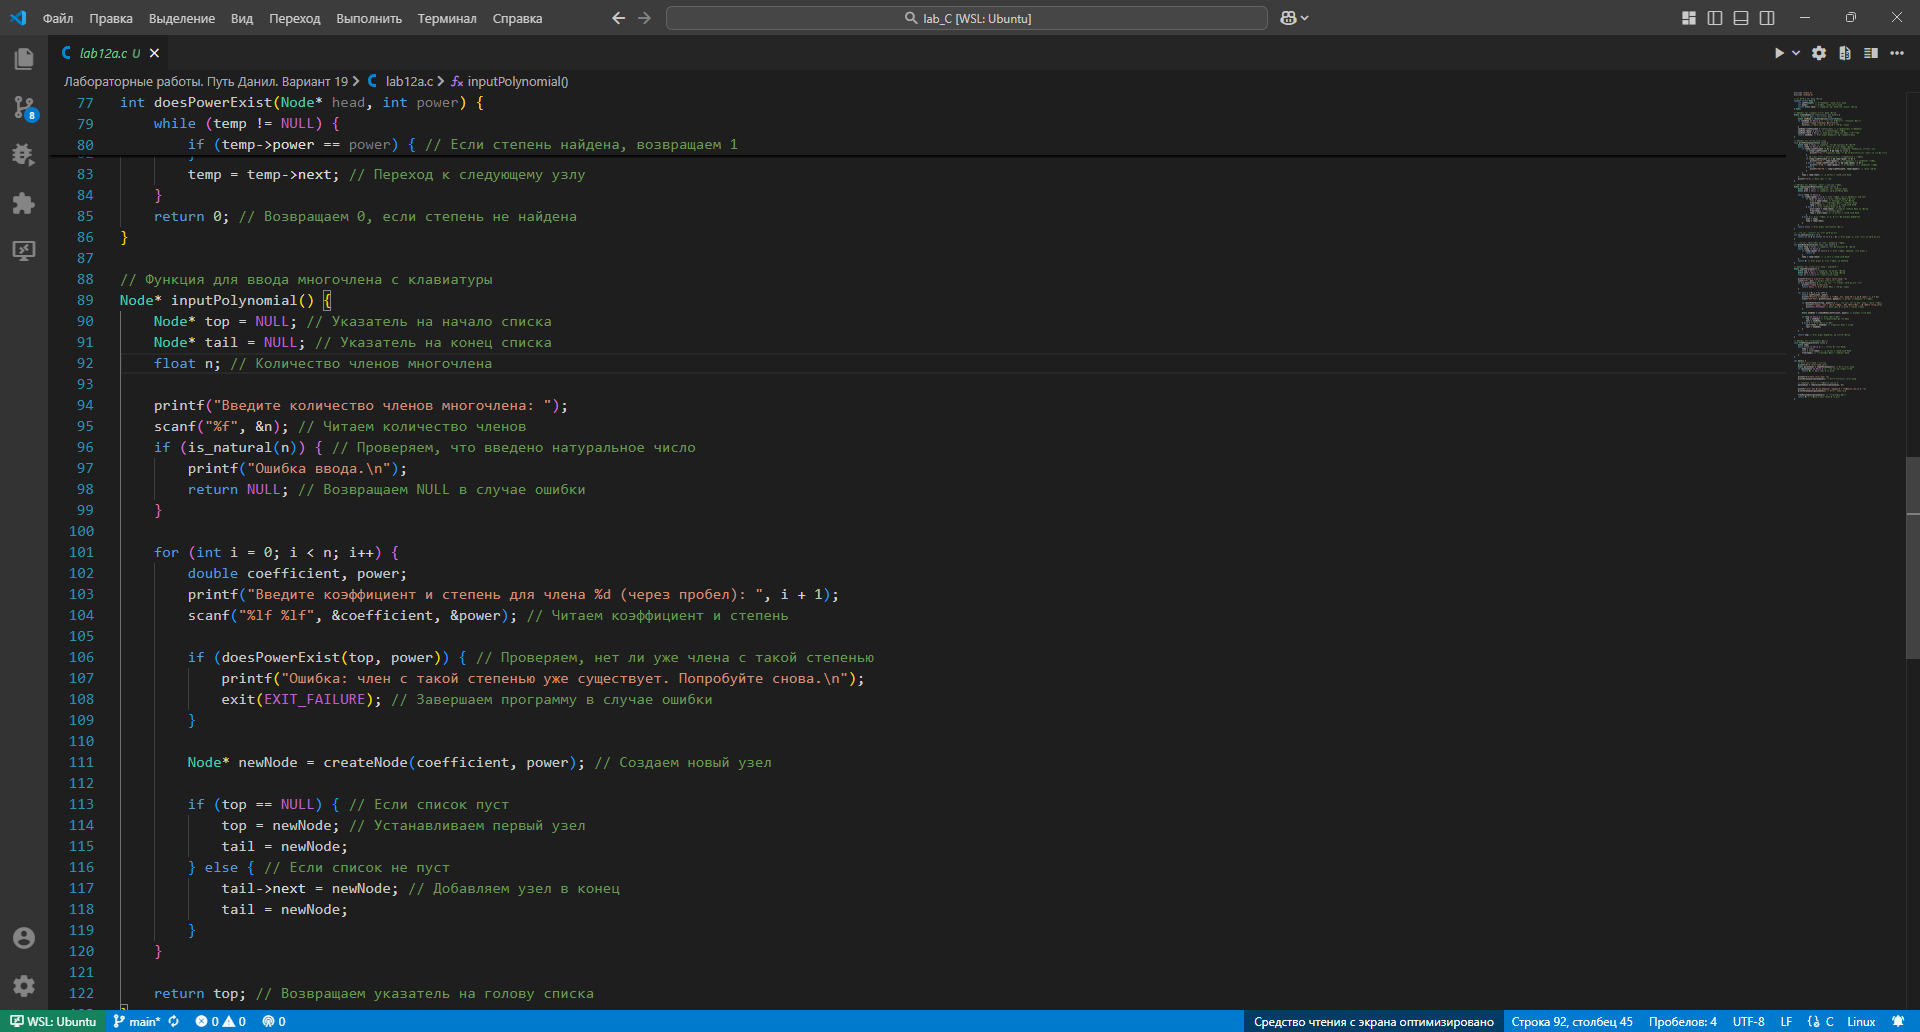 Файл Правка Выделение Вид Переход Выполнить Терминал Справка
lab_C [WSL: Ubuntu]
lab12a.c U
Лабораторные работы. Путь Данил. Вариант 19 > lab12a.c > inputPolynomial()
77 int doesPowerExist(Node* head, int power) {
79 while (temp != NULL) {
80 if (temp->power == power) { // Если степень найдена, возвращаем 1
}
83 temp = temp->next; // Переход к следующему узлу
84 }
85 return 0; // Возвращаем 0, если степень не найдена
86 }
87
88 // Функция для ввода многочлена с клавиатуры
89 Node* inputPolynomial() {
90 Node* top = NULL; // Указатель на начало списка
91 Node* tail = NULL; // Указатель на конец списка
92 float n; // Количество членов многочлена
93
94 printf("Введите количество членов многочлена: ");
95 scanf("%f", &n); // Читаем количество членов
96 if (is_natural(n)) { // Проверяем, что введено натуральное число
97 printf("Ошибка ввода.\n");
98 return NULL; // Возвращаем NULL в случае ошибки
99 }
100
101 for (int i = 0; i < n; i++) {
102 double coefficient, power;
103 printf("Введите коэффициент и степень для члена %d (через пробел): ", i + 1);
104 scanf("%lf %lf", &coefficient, &power); // Читаем коэффициент и степень
105
106 if (doesPowerExist(top, power)) { // Проверяем, нет ли уже члена с такой степенью
107 printf("Ошибка: член с такой степенью уже существует. Попробуйте снова.\n");
108 exit(EXIT_FAILURE); // Завершаем программу в случае ошибки
109 }
110
111 Node* newNode = createNode(coefficient, power); // Создаем новый узел
112
113 if (top == NULL) { // Если список пуст
114 top = newNode; // Устанавливаем первый узел
115 tail = newNode;
116 } else { // Если список не пуст
117 tail->next = newNode; // Добавляем узел в конец
118 tail = newNode;
119 }
120 }
121
122 return top; // Возвращаем указатель на голову списка
8
WSL: Ubuntu main* 0 0 0 Средство чтения с экрана оптимизировано Строка 92, столбец 45 Пробелов: 4 UTF-8 LF {} C Linux